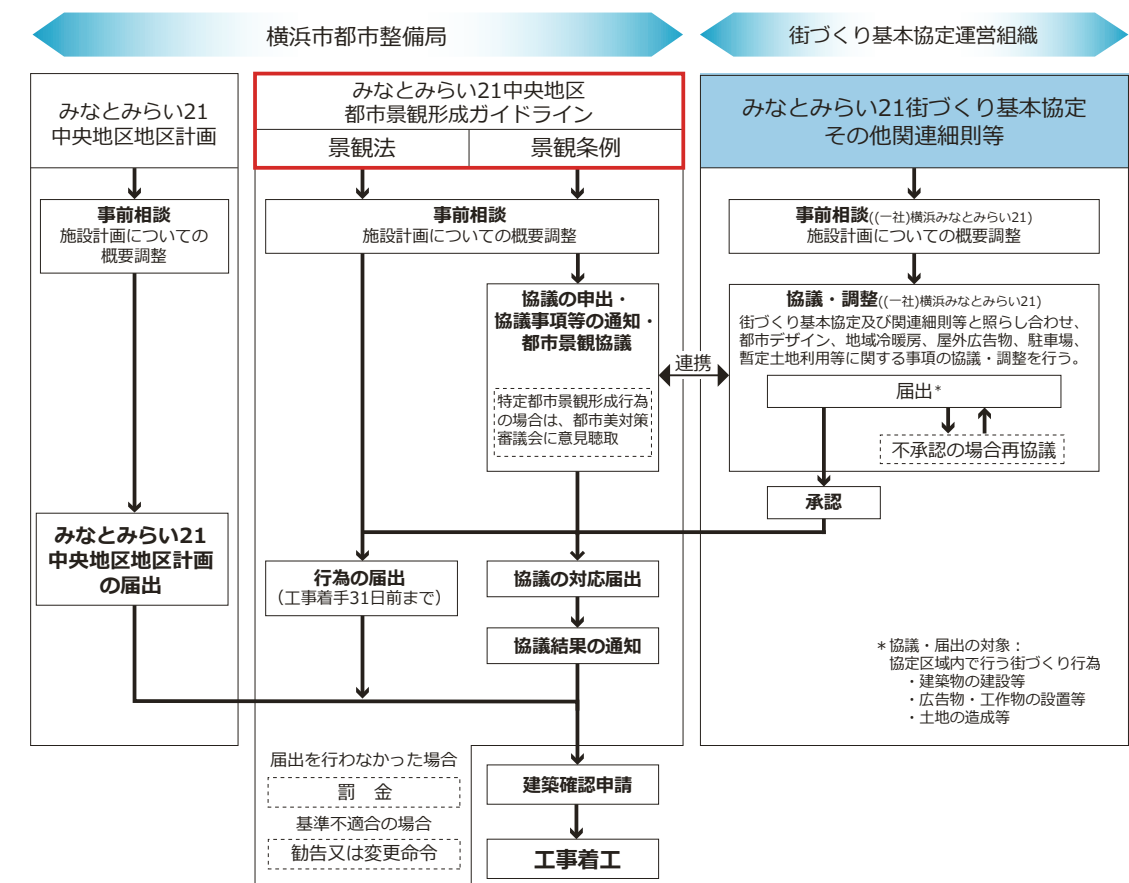 横浜市都市整備局
街づくり基本協定運営組織
みなとみらい21
中央地区地区計画
みなとみらい21中央地区
都市景観形成ガイドライン
景観法
景観条例
みなとみらい21街づくり基本協定
その他関連細則等
事前相談
施設計画についての
概要調整
事前相談
施設計画についての概要調整
事前相談((一社)横浜みなとみらい21)
施設計画についての概要調整
協議の申出・
協議事項等の通知・
都市景観協議
特定都市景観形成行為
の場合は、都市美対策
審議会に意見聴取
連携
協議・調整((一社)横浜みなとみらい21)
街づくり基本協定及び関連細則等と照らし合わせ、
都市デザイン、地域冷暖房、屋外広告物、駐車場、
暫定土地利用等に関する事項の協議・調整を行う。
届出*
不承認の場合再協議
承認
みなとみらい21
中央地区地区計画
の届出
行為の届出
（工事着手31日前まで）
協議の対応届出
協議結果の通知
＊協議・届出の対象：
協定区域内で行う街づくり行為
・建築物の建設等
・広告物・工作物の設置等
・土地の造成等
届出を行わなかった場合
罰　金
基準不適合の場合
勧告又は変更命令
建築確認申請
工事着工